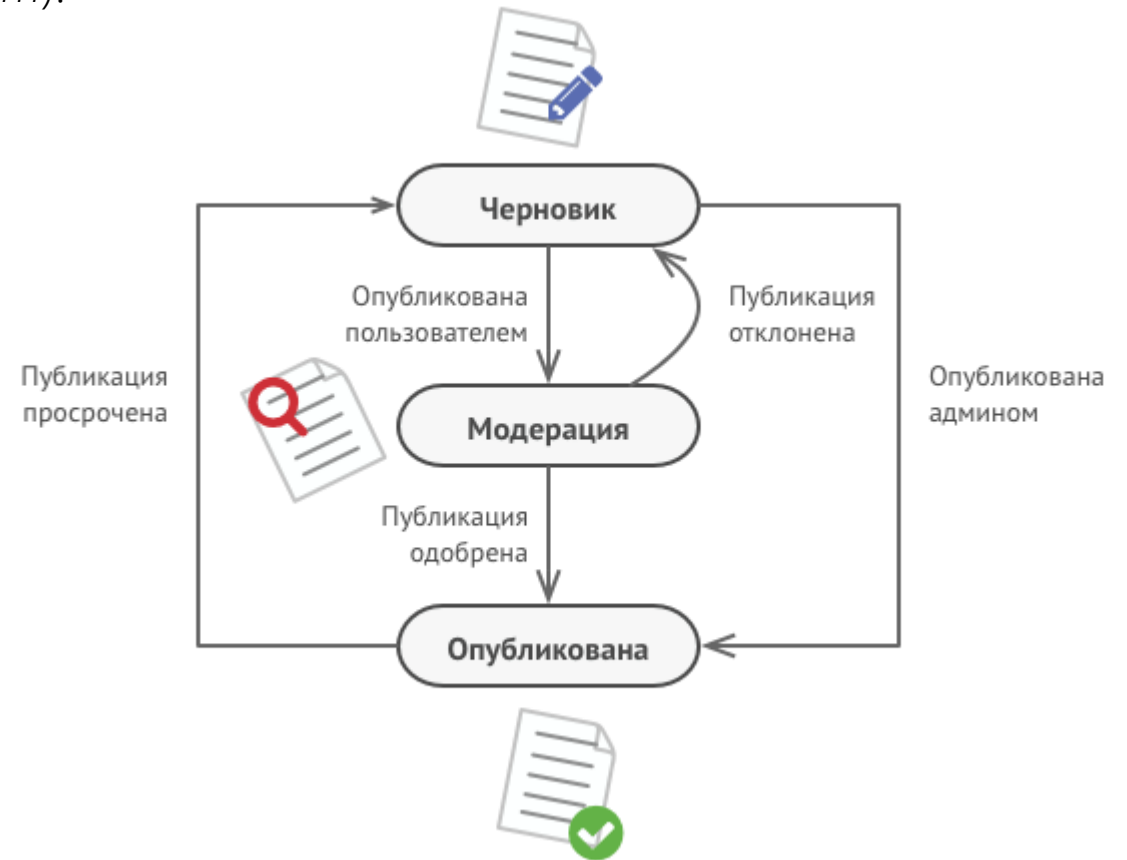 Черновик
Опубликована
пользователем
Публикация
отклонена
Публикация
просрочена
Опубликована
админом
Модерация
Публикация
одобрена
Опубликована